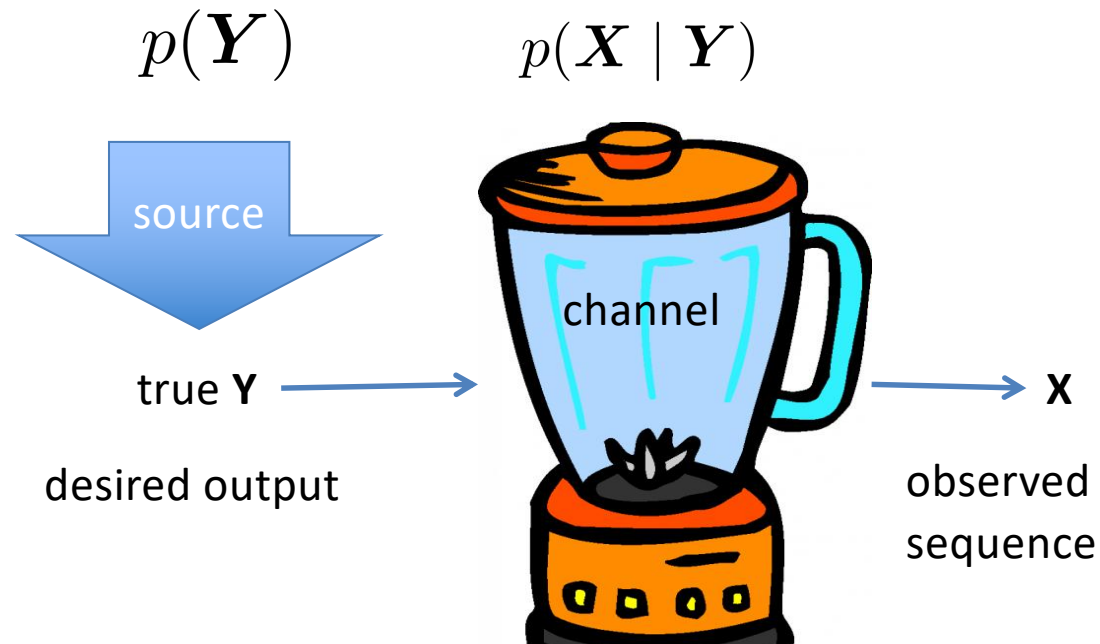 p(Y)
p(X | Y)
source
channel
true Y
X
desired output
observed
sequence